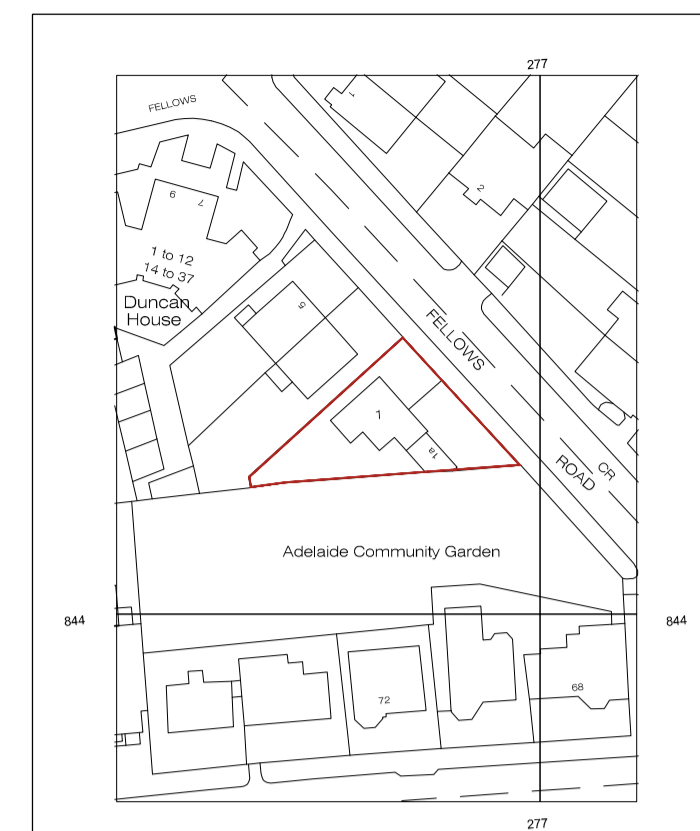 277
FELLOWS
1
2
9
7
1 to 12
14 to 37
Duncan
House
5
FELLOWS
1
1a
CR
ROAD
Adelaide Community Garden
844
844
72
68
277